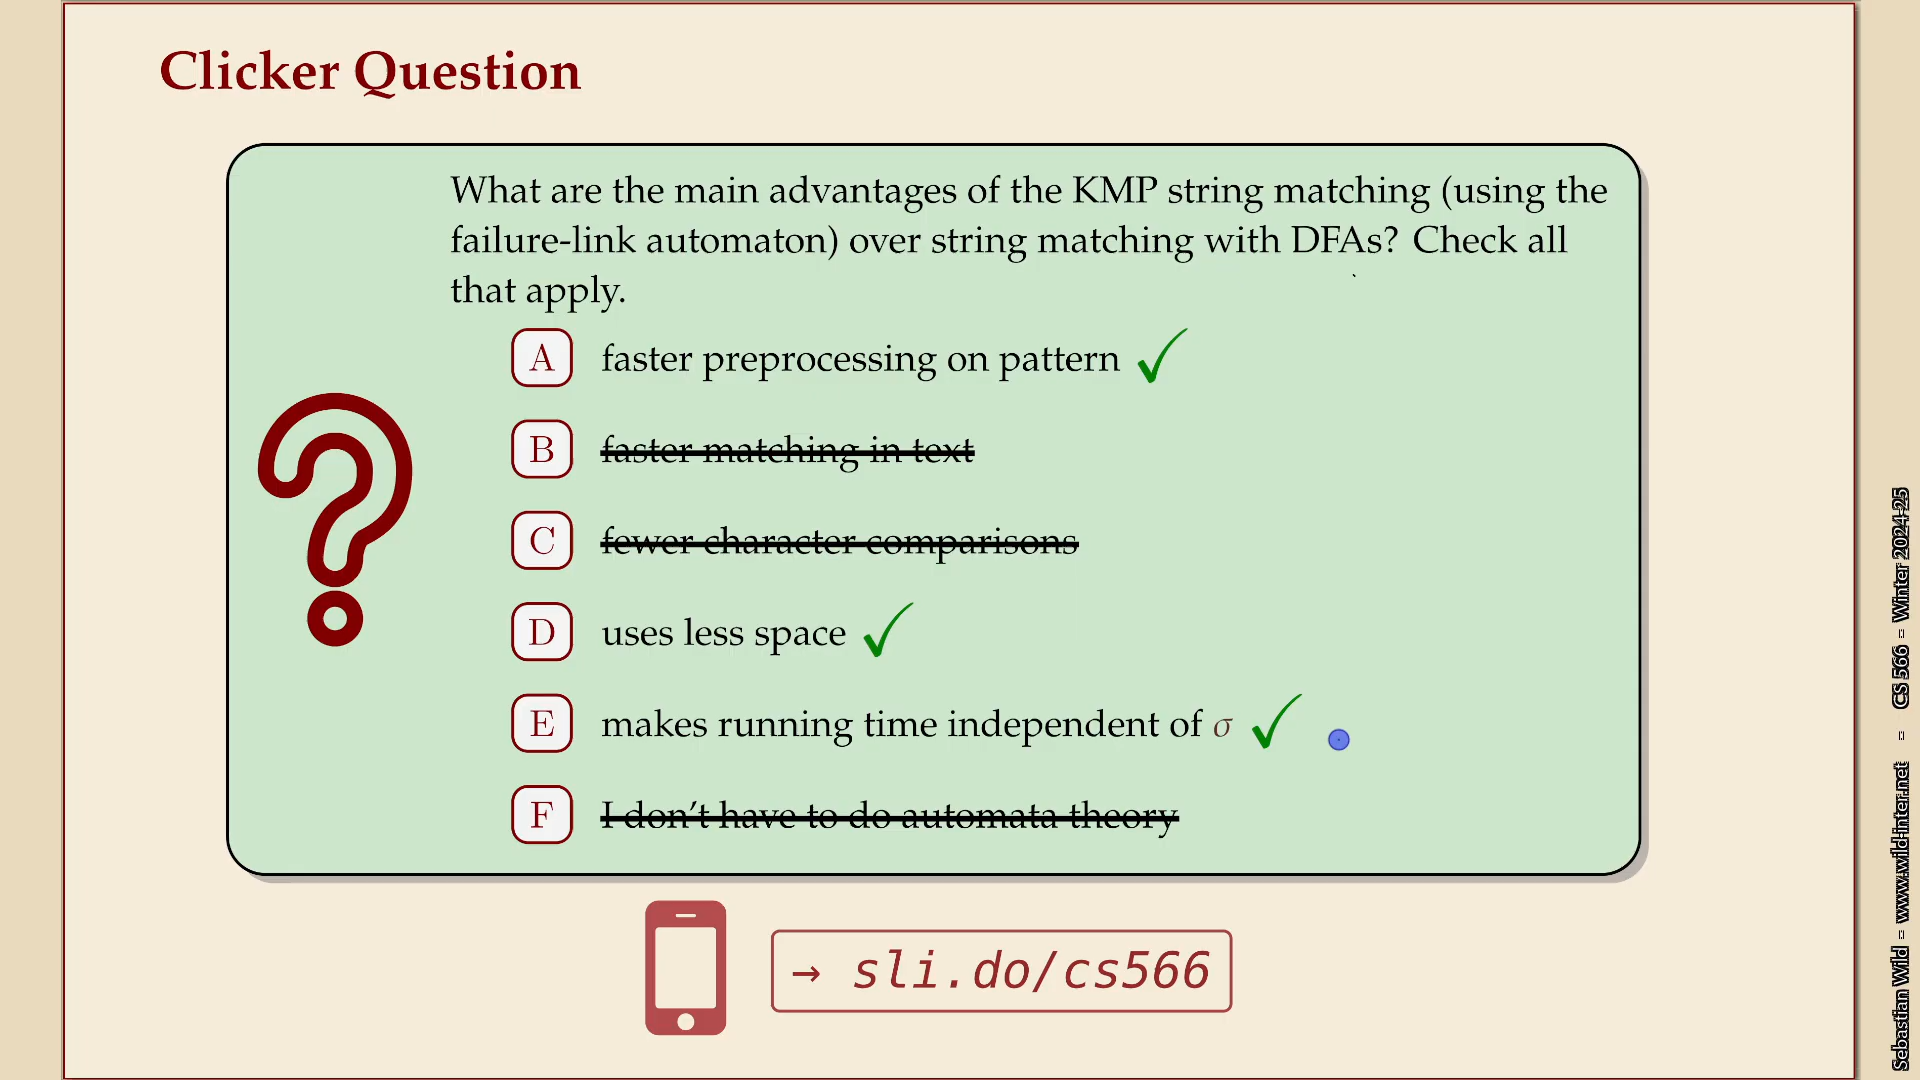 Clicker Question
What are the main advantages of the KMP string matching (using the
failure-link automaton) over string matching with DFAs? Check all
that apply.
A faster preprocessing on pattern ✓
B faster matching in text
C fewer character comparisons
D uses less space ✓
E makes running time independent of σ ✓
F I don’t have to do automata theory
→ sli.do/cs566
Sebastian Wild – www.wild-inter.net – CS 566 – Winter 2024-25